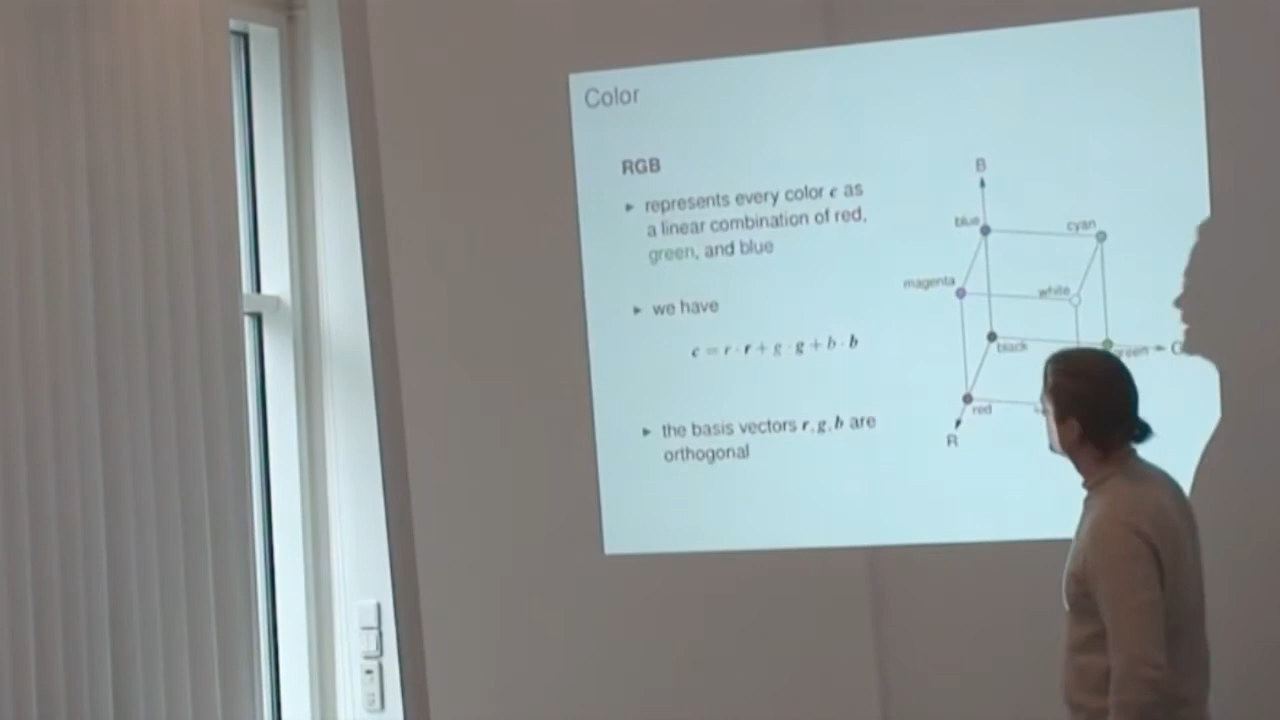 Color
RGB
▸ represents every color c as
a linear combination of red,
green, and blue
▸ we have
c = r · r + g · g + b · b
▸ the basis vectors r, g, b are
orthogonal
B
blue
cyan
magenta
white
black
green
G
red
R